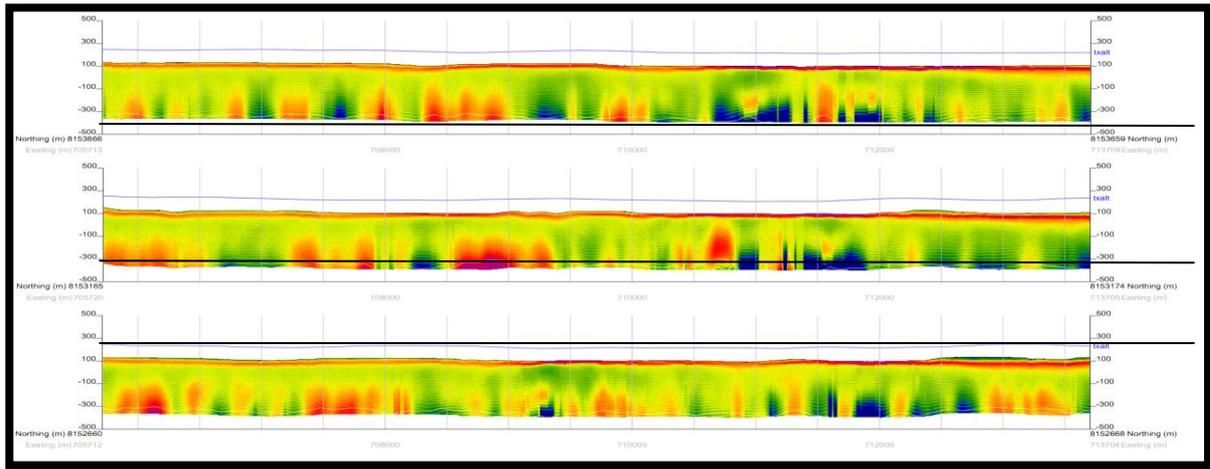 500 500
300 300
txalt
100 100
-100 -100
-300 -300
-500 -500
Northing (m) 8153666 8153659 Northing (m)
Easting (m) 705713 708000 710000 712000 713709 Easting (m)
500 500
300 300
txalt
100 100
-100 -100
-300 -300
-500 -500
Northing (m) 8153165 8153174 Northing (m)
Easting (m) 705720 708000 710000 712000 713705 Easting (m)
500 500
300 300
txalt
100 100
-100 -100
-300 -300
-500 -500
Northing (m) 8152660 8152668 Northing (m)
Easting (m) 705712 708000 710000 712000 713704 Easting (m)